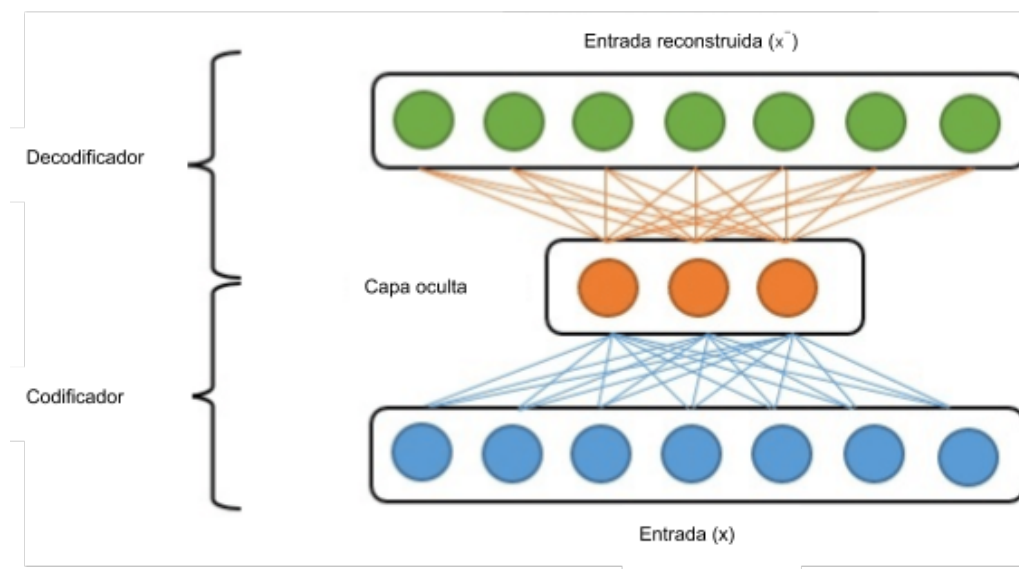 Entrada reconstruida (x¯)
Decodificador
Capa oculta
Codificador
Entrada (x)